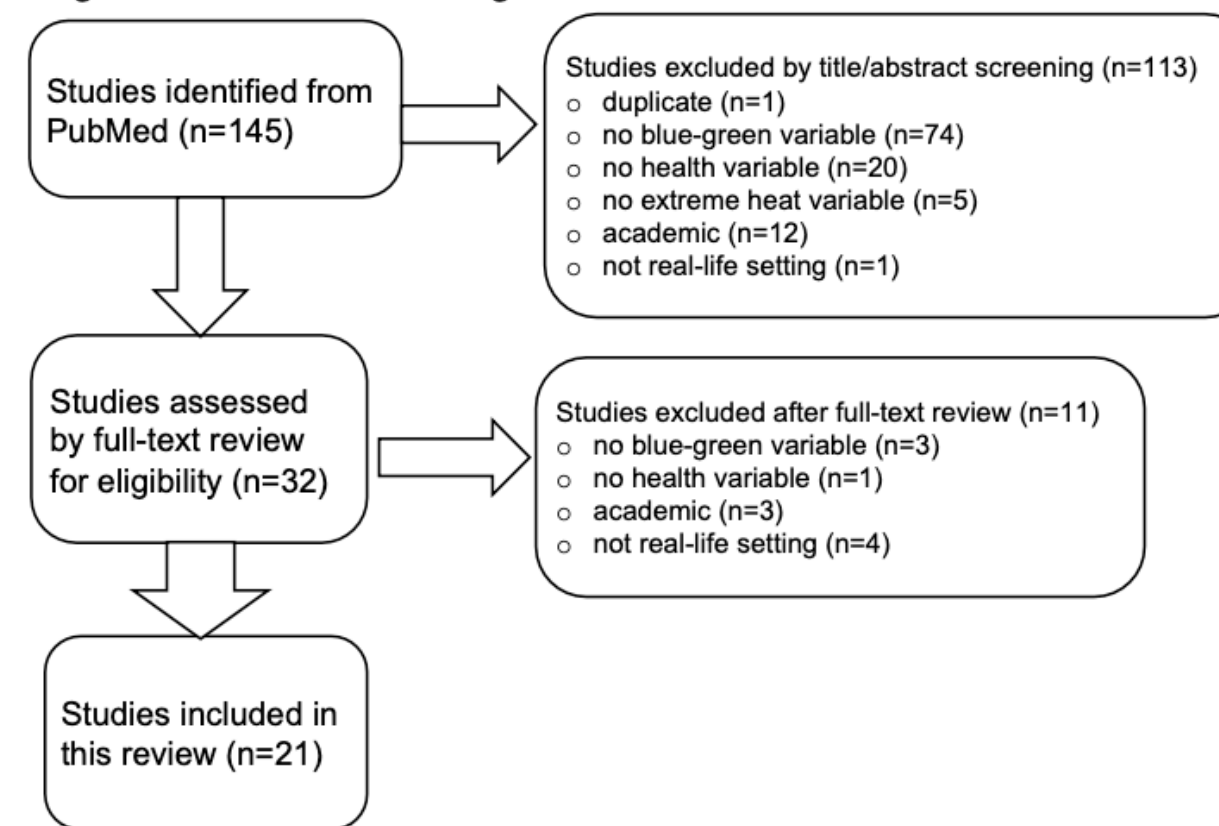 Studies identified from
PubMed (n=145)
Studies excluded by title/abstract screening (n=113)
○ duplicate (n=1)
○ no blue-green variable (n=74)
○ no health variable (n=20)
○ no extreme heat variable (n=5)
○ academic (n=12)
○ not real-life setting (n=1)
Studies assessed
by full-text review
for eligibility (n=32)
Studies excluded after full-text review (n=11)
○ no blue-green variable (n=3)
○ no health variable (n=1)
○ academic (n=3)
○ not real-life setting (n=4)
Studies included in
this review (n=21)